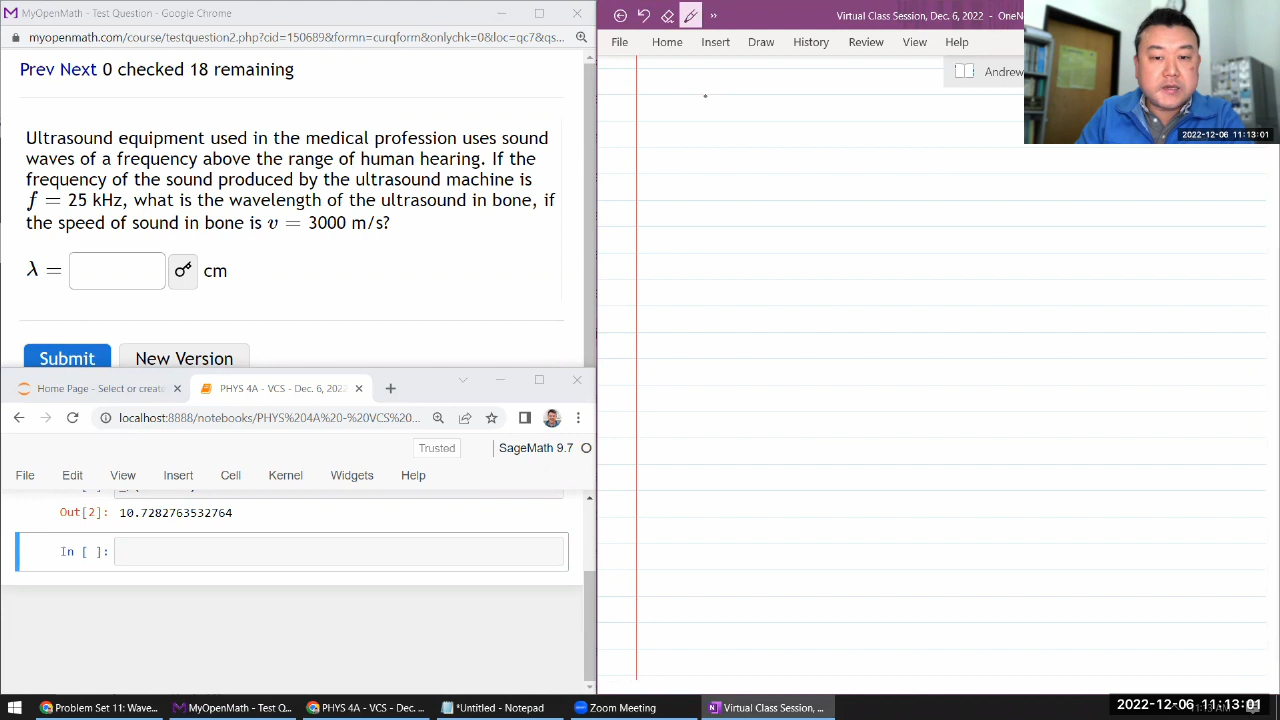 MyOpenMath - Test Question - Google Chrome
myopenmath.com/course/testquestion2.php?cid=150689&formn=curqform&onlychk=0&loc=qc7&qs...
Prev Next 0 checked 18 remaining
Ultrasound equipment used in the medical profession uses sound
waves of a frequency above the range of human hearing. If the
frequency of the sound produced by the ultrasound machine is
f = 25 kHz, what is the wavelength of the ultrasound in bone, if
the speed of sound in bone is v = 3000 m/s?
λ = cm
Submit New Version
Home Page - Select or create
PHYS 4A - VCS - Dec. 6, 2022
localhost:8888/notebooks/PHYS%204A%20-%20VCS%20...
Trusted
SageMath 9.7
File Edit View Insert Cell Kernel Widgets Help
Out[2]: 10.7282763532764
In [ ]:
Virtual Class Session, Dec. 6, 2022 - OneN
File Home Insert Draw History Review View Help
Andrew
2022-12-06 11:13:01
Problem Set 11: Wave...
MyOpenMath - Test Q...
PHYS 4A - VCS - Dec. ...
*Untitled - Notepad
Zoom Meeting
Virtual Class Session, ...
2022-12-06 11:13:01